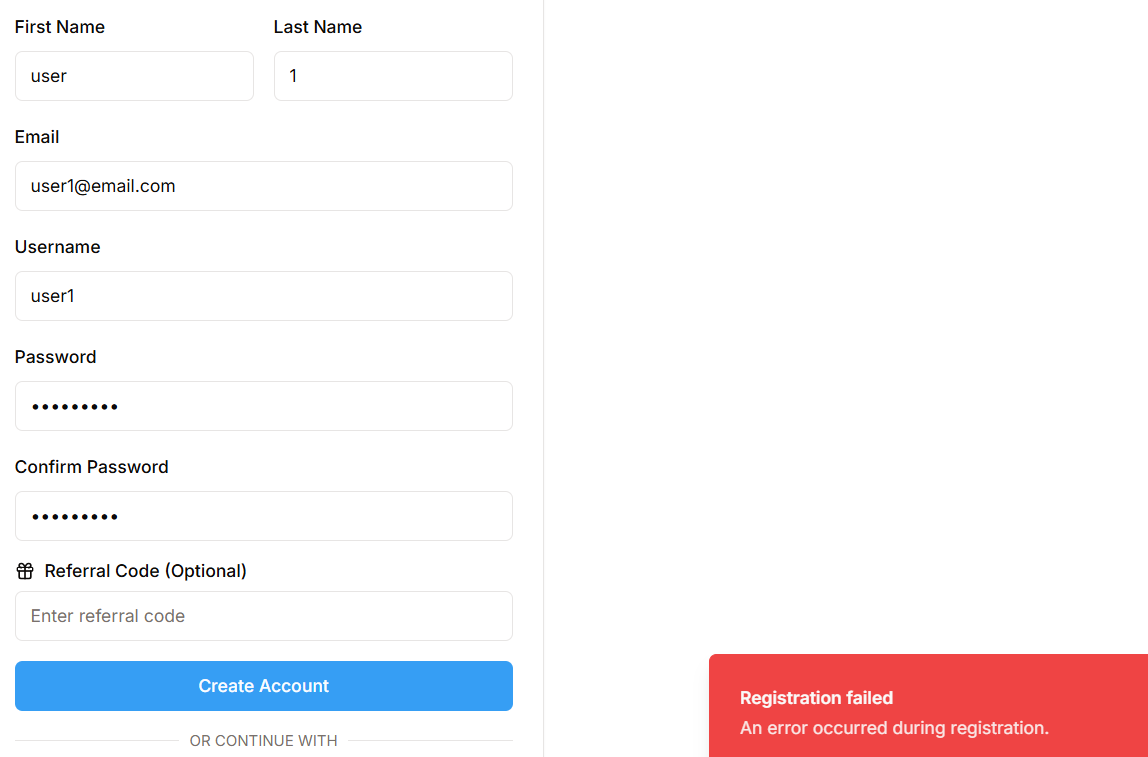 First Name Last Name
user 1
Email
user1@email.com
Username
user1
Password
•••••••••
Confirm Password
•••••••••
Referral Code (Optional)
Enter referral code
Create Account
OR CONTINUE WITH
Registration failed
An error occurred during registration.